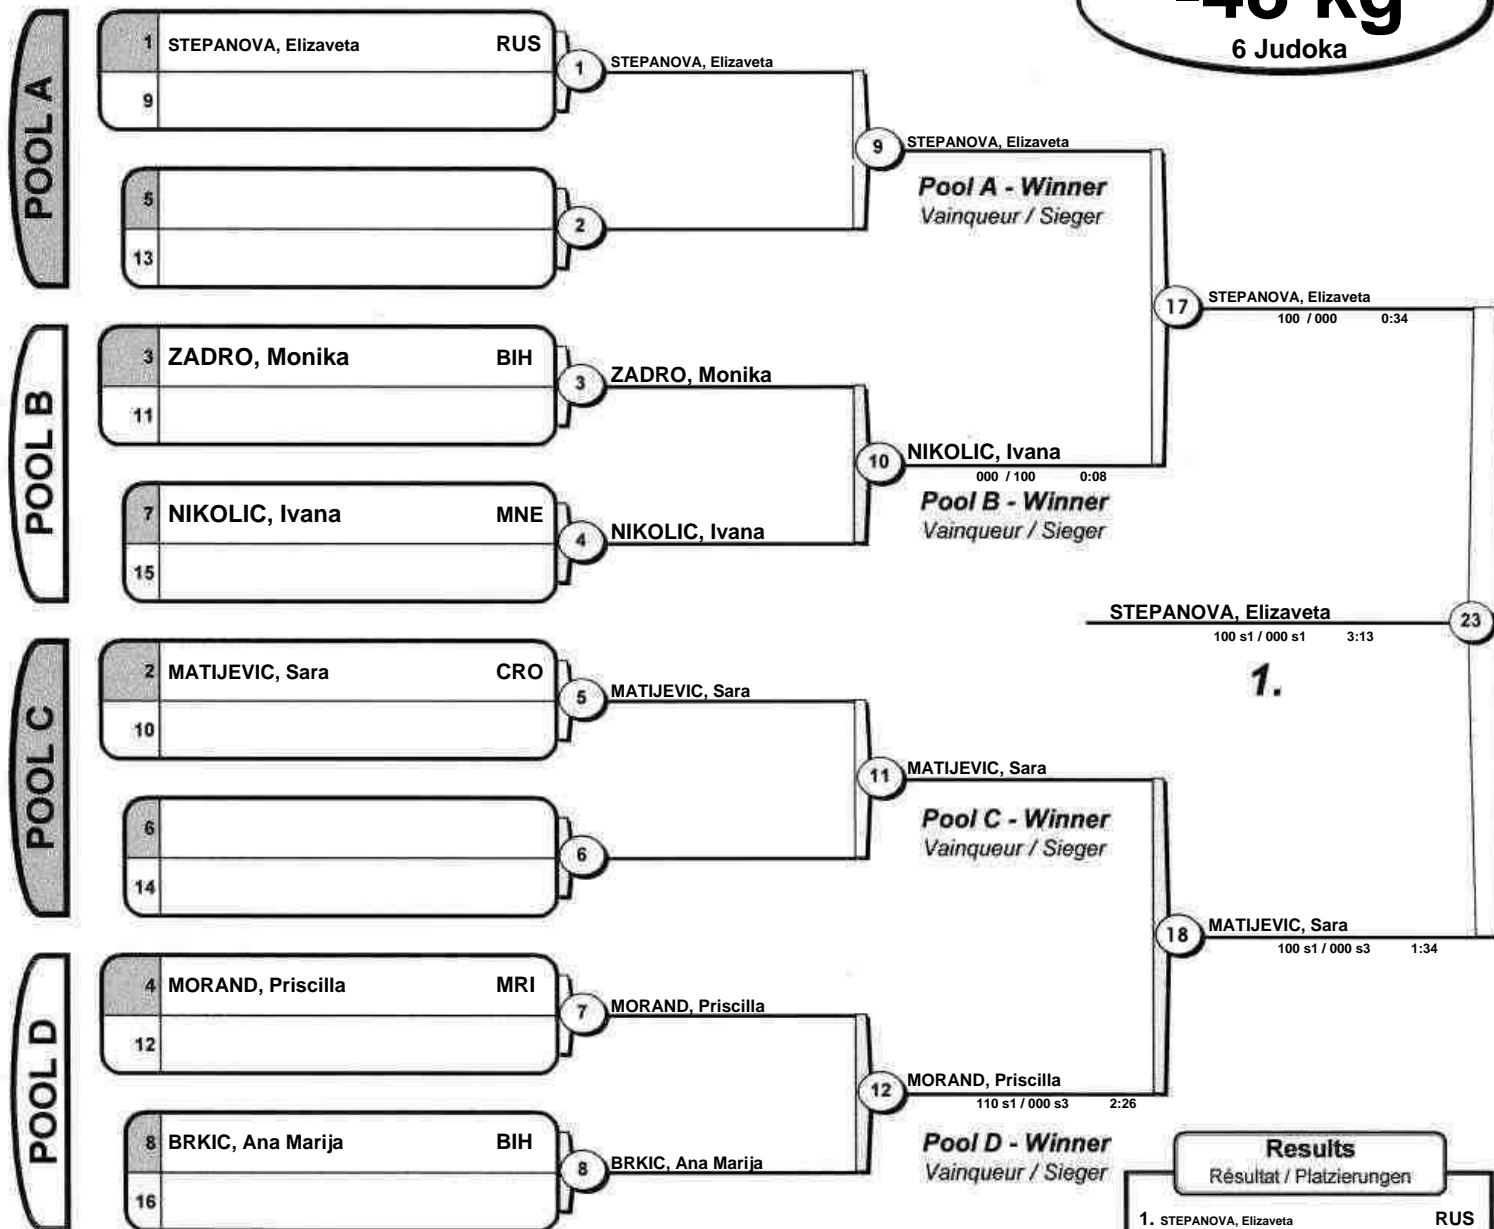 -48 kg
6 Judoka
POOL A
1 STEPANOVA, Elizaveta RUS
9
5
13
1 STEPANOVA, Elizaveta
2
9 STEPANOVA, Elizaveta
Pool A - Winner
Vainqueur / Sieger
POOL B
3 ZADRO, Monika BIH
11
7 NIKOLIC, Ivana MNE
15
3 ZADRO, Monika
4 NIKOLIC, Ivana
10 NIKOLIC, Ivana
000 / 100 0:08
Pool B - Winner
Vainqueur / Sieger
17 STEPANOVA, Elizaveta
100 / 000 0:34
STEPANOVA, Elizaveta 23
100 s1 / 000 s1 3:13
1.
POOL C
2 MATIJEVIC, Sara CRO
10
6
14
5 MATIJEVIC, Sara
6
11 MATIJEVIC, Sara
Pool C - Winner
Vainqueur / Sieger
18 MATIJEVIC, Sara
100 s1 / 000 s3 1:34
POOL D
4 MORAND, Priscilla MRI
12
8 BRKIC, Ana Marija BIH
16
7 MORAND, Priscilla
8 BRKIC, Ana Marija
12 MORAND, Priscilla
110 s1 / 000 s3 2:26
Pool D - Winner
Vainqueur / Sieger
Results
Résultat / Platzierungen
1. STEPANOVA, Elizaveta RUS